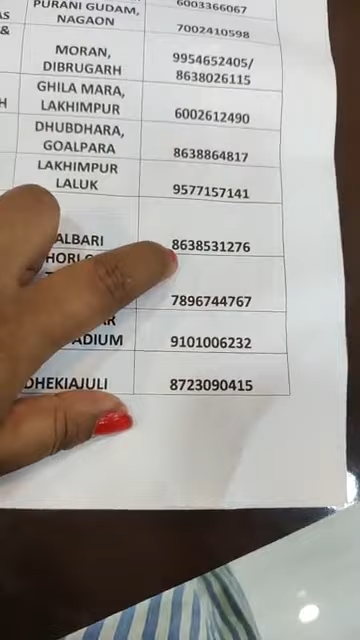 PURANI GUDAM,
NAGAON
6003366067
7002410598
&
MORAN,
DIBRUGARH
9954652405/
8638026115
GHILA MARA,
LAKHIMPUR
6002612490
DHUBDHARA,
GOALPARA
8638864817
LAKHIMPUR
LALUK
9577157141
ALBARI
8638531276
7896744767
ADIUM
9101006232
DHEKIAJULI
8723090415